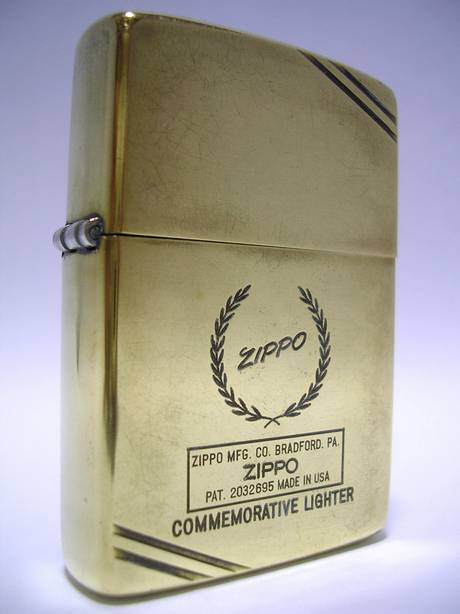 ZIPPO
ZIPPO MFG. CO. BRADFORD. PA.
ZIPPO
PAT. 2032695 MADE IN USA
COMMEMORATIVE LIGHTER